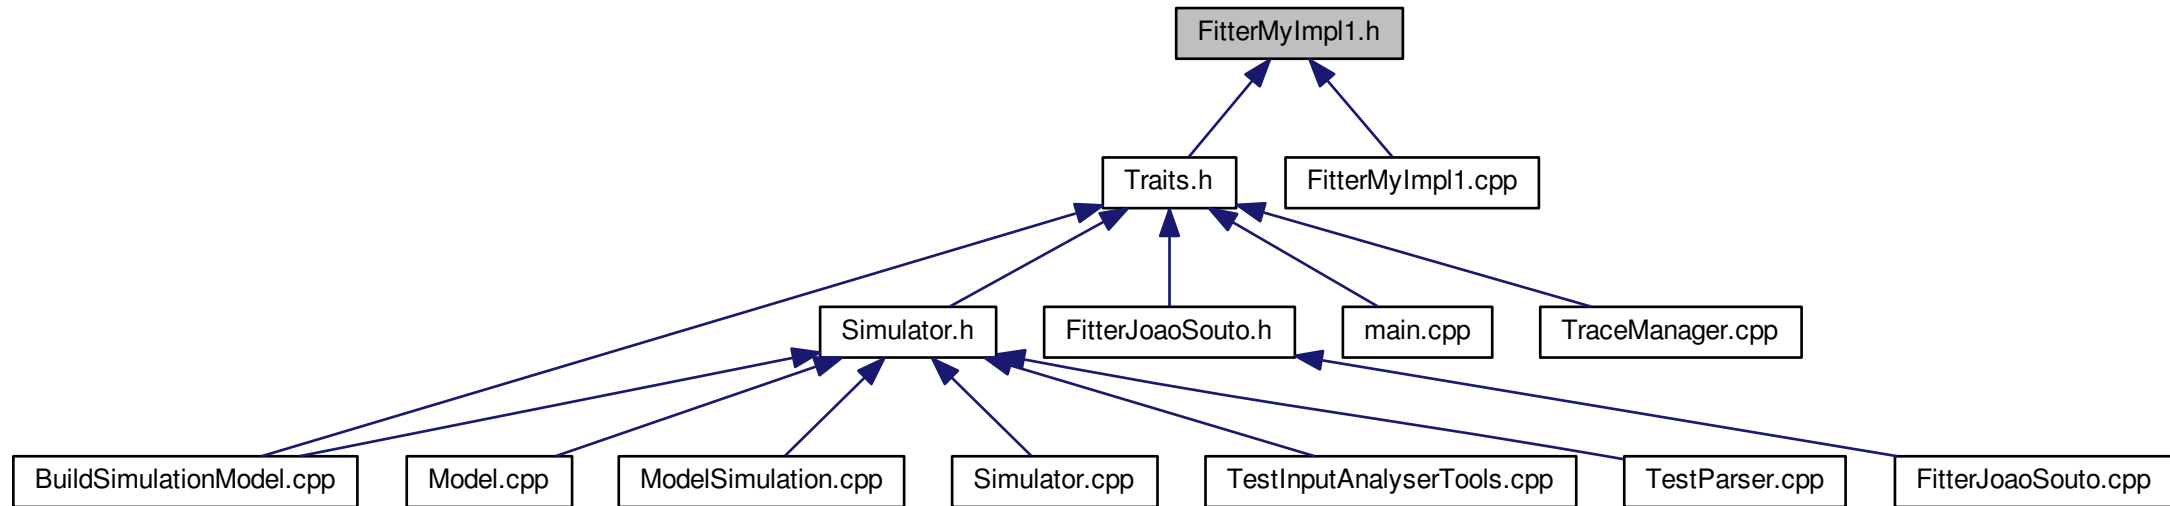 FitterMyImpl1.h
Traits.h
FitterMyImpl1.cpp
Simulator.h
FitterJoaoSouto.h
main.cpp
TraceManager.cpp
BuildSimulationModel.cpp
Model.cpp
ModelSimulation.cpp
Simulator.cpp
TestInputAnalyserTools.cpp
TestParser.cpp
FitterJoaoSouto.cpp